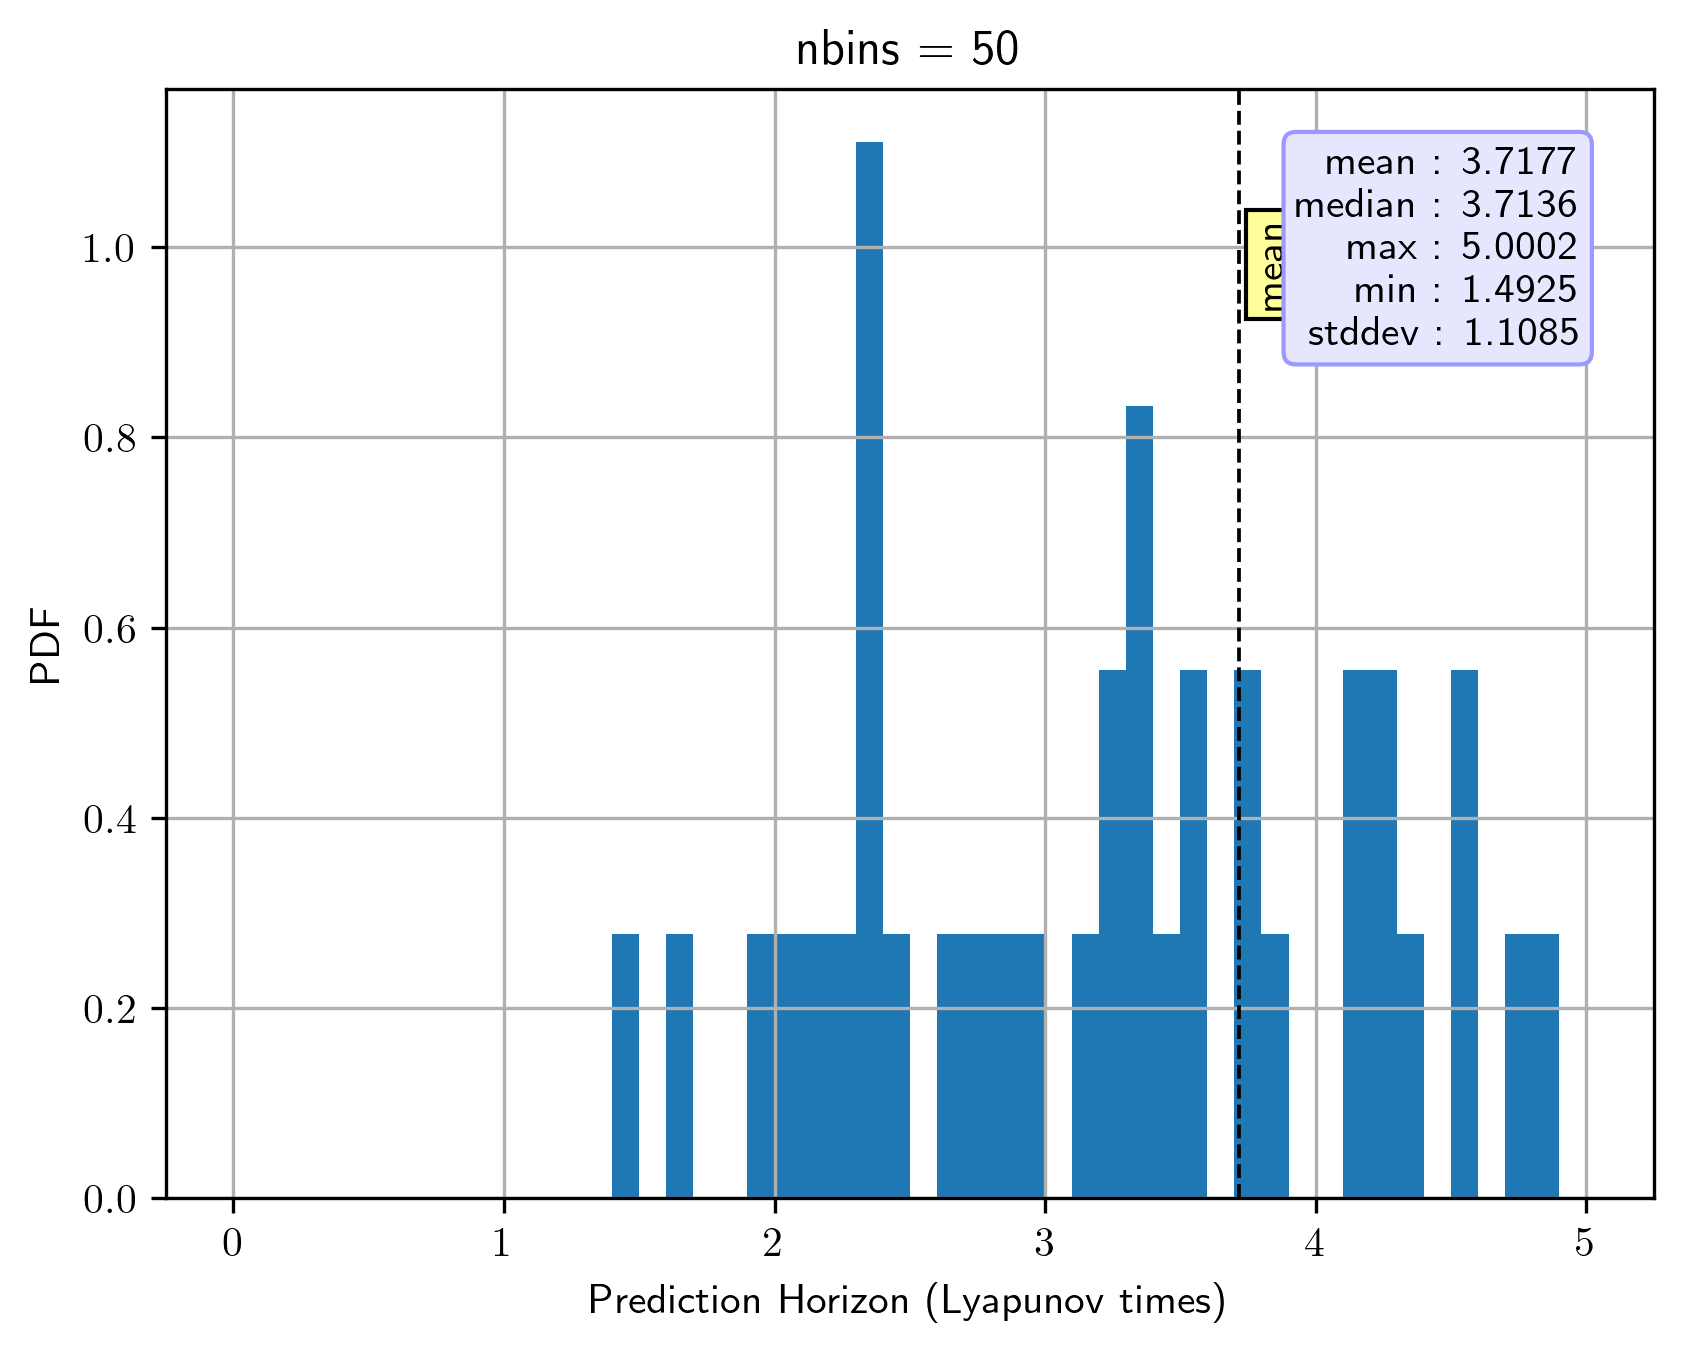 nbins = 50
mean : 3.7177
median : 3.7136
max : 5.0002
min : 1.4925
stddev : 1.1085
mean
PDF
1.0
0.8
0.6
0.4
0.2
0.0
0 1 2 3 4 5
Prediction Horizon (Lyapunov times)